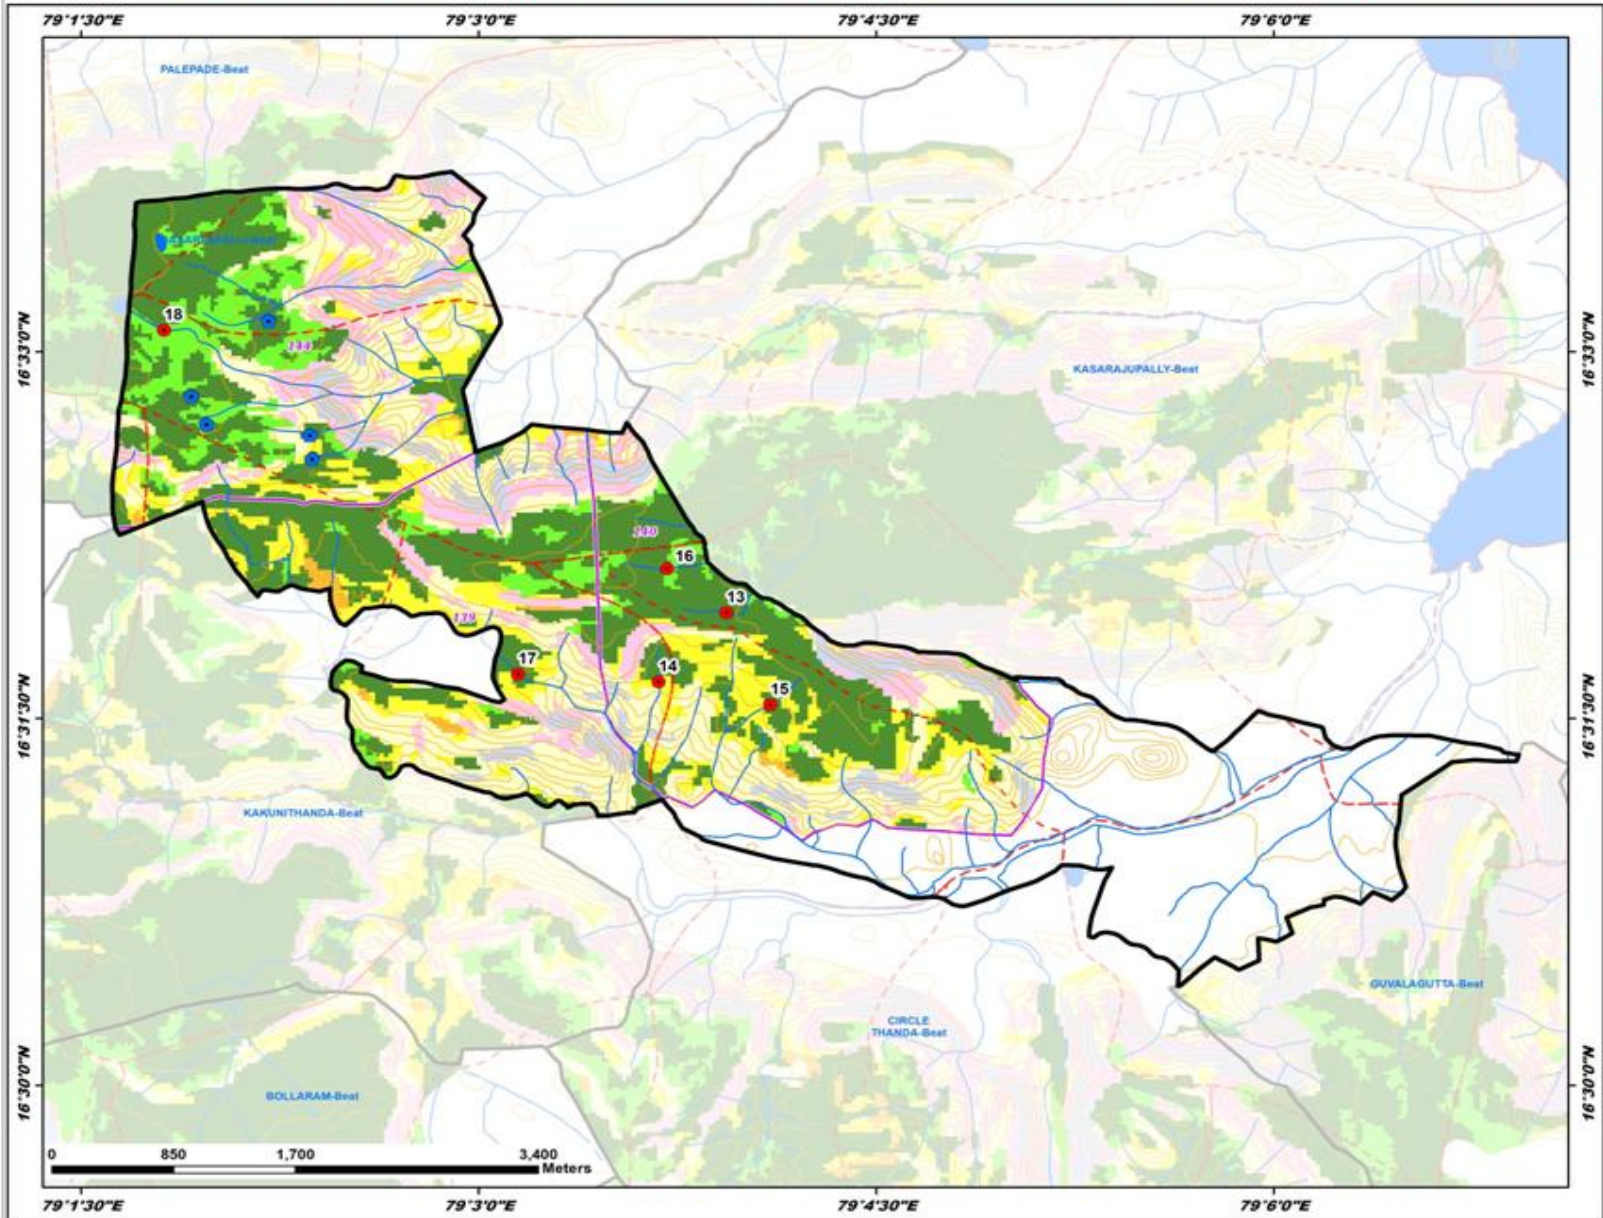 79°1'30"E 79°3'0"E 79°4'30"E 79°6'0"E
PALEPADE-Beat
18
16°33'0"N 16°33'0"N
144
KASARAJUPALLY-Beat
140
16
13
139
17
14
15
16°31'30"N 16°31'30"N
KAKUNITHANDA-Beat
GUVALAGUTTA-Beat
CIRCLE
THANDA-Beat
BOLLARAM-Beat
16°30'0"N 16°30'0"N
0 850 1,700 3,400
Meters
79°1'30"E 79°3'0"E 79°4'30"E 79°6'0"E